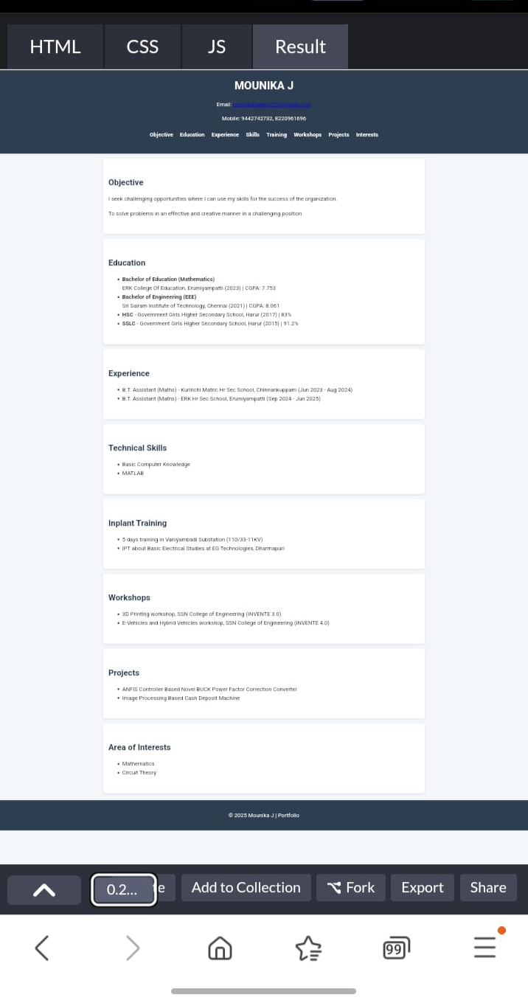 HTML CSS JS Result
MOUNIKA J
Email:
Mobile: 9442742732, 8220961696
Objective Education Experience Skills Training Workshops Projects Interests
Objective
I seek challenging opportunities where I can use my skills for the success of the organization.
To solve problems in an effective and creative manner in a challenging position.
Education
• Bachelor of Education (Mathematics)
ERK College Of Education, Erumiyampatti (2023) | CGPA: 7.753
• Bachelor of Engineering (EEE)
Sri Sairam Institute of Technology, Chennai (2021) | CGPA: 8.061
• HSC - Government Girls Higher Secondary School, Harur (2017) | 83%
• SSLC - Government Girls Higher Secondary School, Harur (2015) | 91.2%
Experience
• B.T. Assistant (Maths) - Kurinchi Matric Hr Sec School, Chinnankuppam (Jun 2023 - Aug 2024)
• B.T. Assistant (Maths) - ERK Hr Sec School, Erumiyampatti (Sep 2024 - Jun 2025)
Technical Skills
• Basic Computer Knowledge
• MATLAB
Inplant Training
• 5 days training in Vaniyambadi Substation (110/33-11KV)
• IPT about Basic Electrical Studies at EG Technologies, Dharmapuri
Workshops
• 3D Printing workshop, SSN College of Engineering (INVENTE 3.0)
• E-Vehicles and Hybrid Vehicles workshop, SSN College of Engineering (INVENTE 4.0)
Projects
• ANFIS Controller Based Novel BUCK Power Factor Correction Converter
• Image Processing Based Cash Deposit Machine
Area of Interests
• Mathematics
• Circuit Theory
© 2025 Mounika J | Portfolio
0.2... e Add to Collection Fork Export Share
99